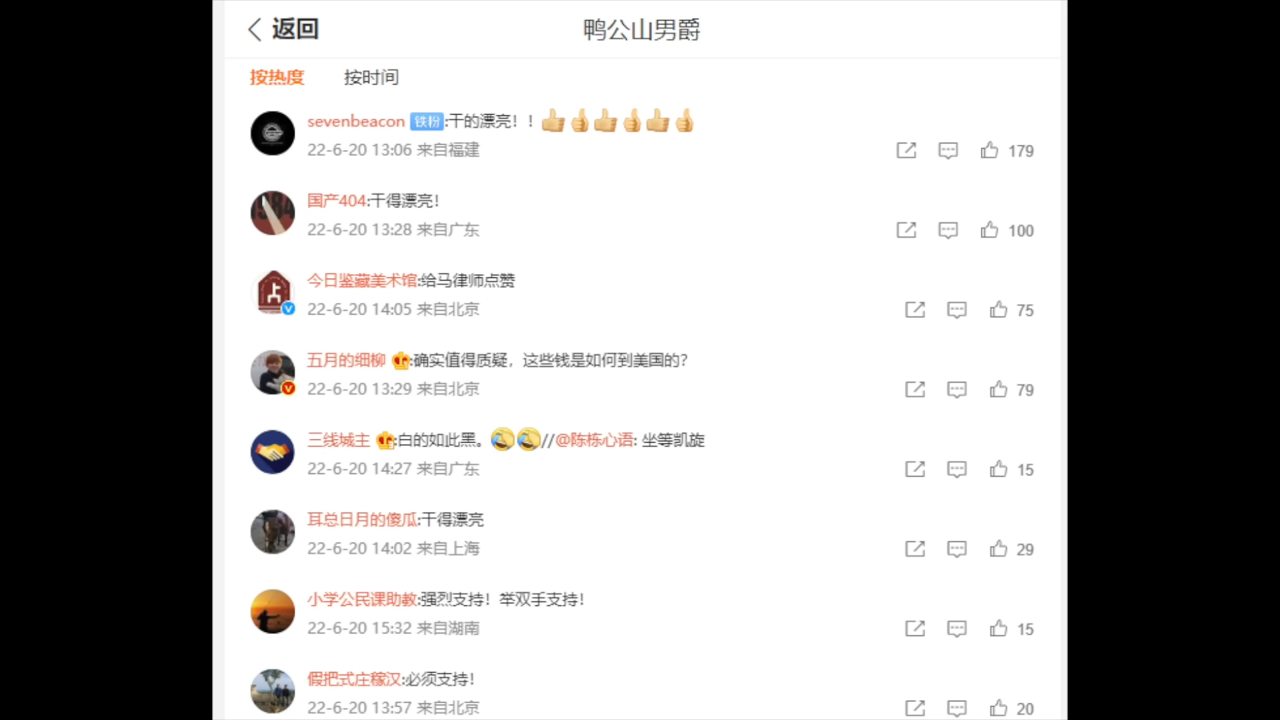 返回
鸭公山男爵
按热度 按时间
sevenbeacon 铁粉:干的漂亮！！
22-6-20 13:06 来自福建
179
国产404:干得漂亮！
22-6-20 13:28 来自广东
100
今日鉴藏美术馆:给马律师点赞
22-6-20 14:05 来自北京
75
五月的细柳:确实值得质疑，这些钱是如何到美国的?
22-6-20 13:29 来自北京
79
三线城主:白的如此黑。//@陈栋心语: 坐等凯旋
22-6-20 14:27 来自广东
15
耳总日月的傻瓜:干得漂亮
22-6-20 14:02 来自上海
29
小学公民课助教:强烈支持！举双手支持！
22-6-20 15:32 来自湖南
15
假把式庄稼汉:必须支持！
22-6-20 13:57 来自北京
20